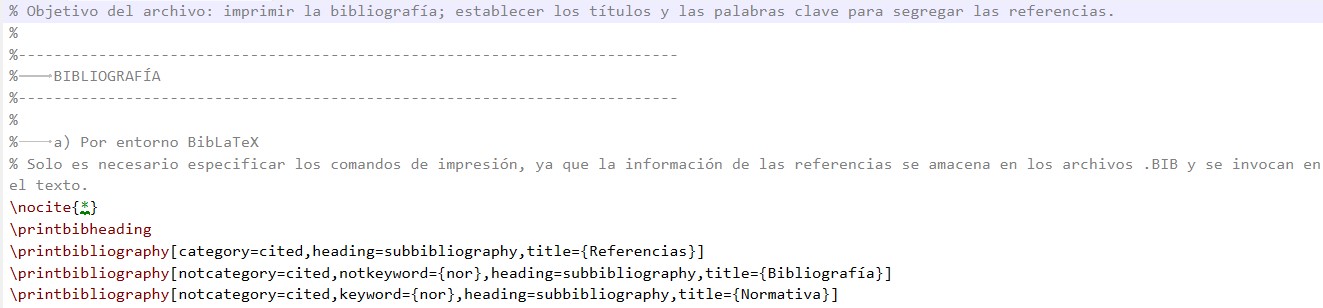 % Objetivo del archivo: imprimir la bibliografía; establecer los títulos y las palabras clave para segregar las referencias.
%
%---------------------------------------------------------------------------
%⟶BIBLIOGRAFÍA
%---------------------------------------------------------------------------
%
%⟶a) Por entorno BibLaTeX
% Solo es necesario especificar los comandos de impresión, ya que la información de las referencias se amacena en los archivos .BIB y se invocan en
el texto.
\nocite{*}
\printbibheading
\printbibliography[category=cited,heading=subbibliography,title={Referencias}]
\printbibliography[notcategory=cited,notkeyword={nor},heading=subbibliography,title={Bibliografía}]
\printbibliography[notcategory=cited,keyword={nor},heading=subbibliography,title={Normativa}]